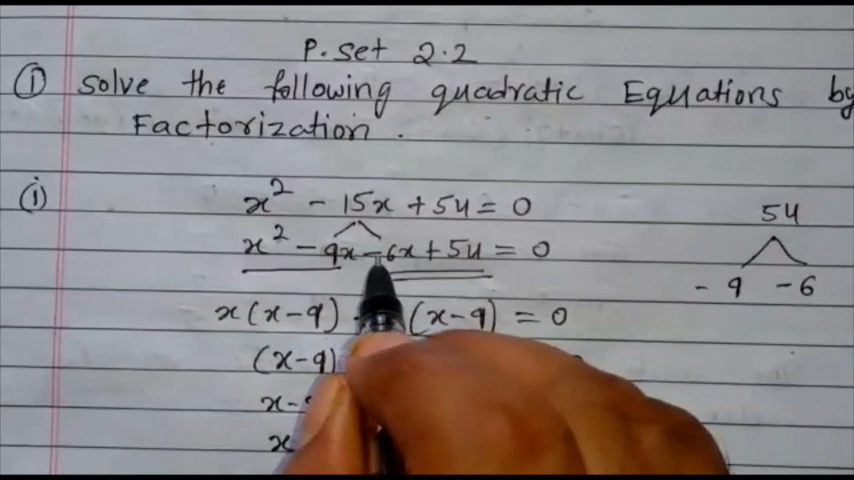 P. set 2.2
① solve the following quadratic Equations by
Factorization.
(i) x² - 15x + 54 = 0
54
x² - 9x - 6x + 54 = 0
- 9 - 6
x(x-9) (x-9) = 0
(x-9)
x-
x